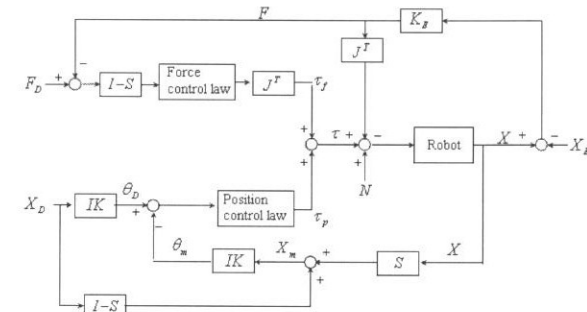 F
K_E
J^T
F_D + −
I-S
Force control law
J^T
τ_f
+
τ + −
+
+
Robot
X + −
X_E
N
X_D
IK
θ_D
+
−
Position control law
τ_p
θ_m
IK
X_m
+
+
S
X
I-S